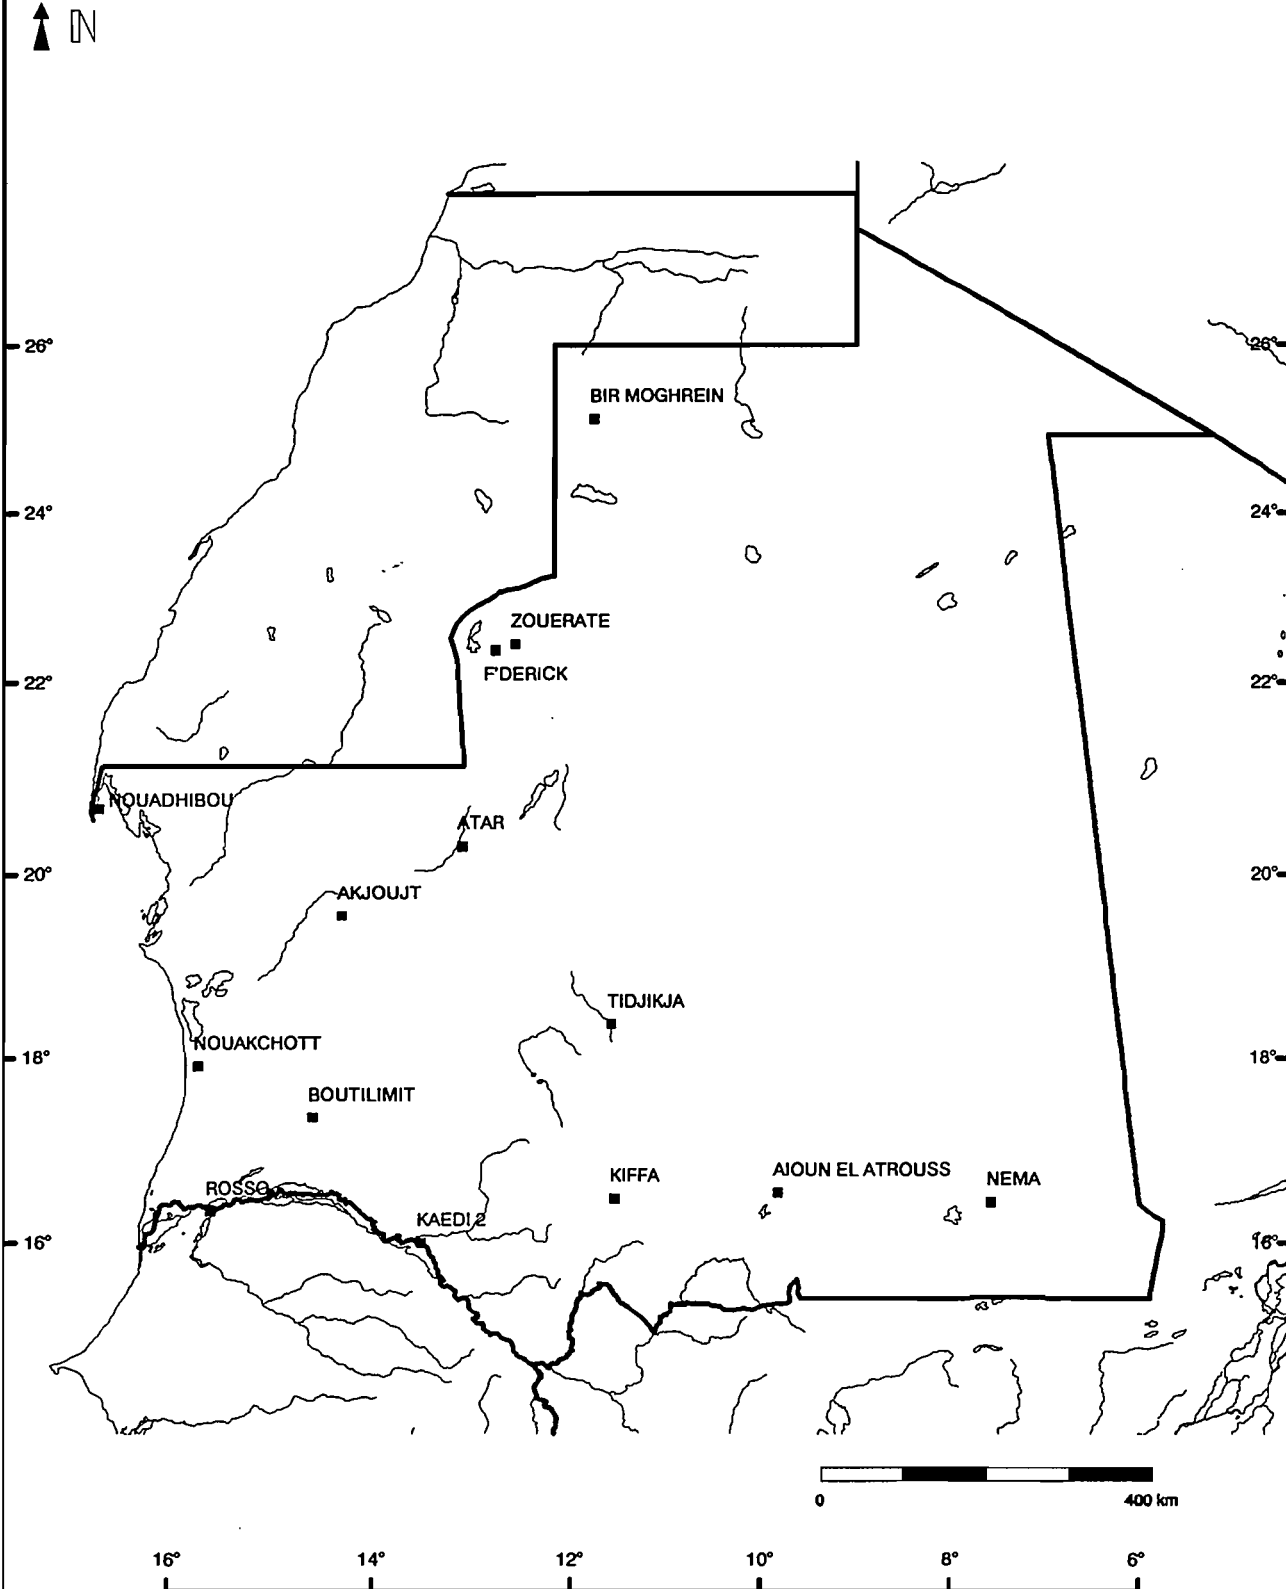 N
26° 26°
BIR MOGHREIN
24° 24°
ZOUERATE
F'DERICK
22° 22°
NOUADHIBOU
ATAR
20° 20°
AKJOUJT
TIDJIKJA
NOUAKCHOTT
18° 18°
BOUTILIMIT
AIOUN EL ATROUSS
KIFFA
NEMA
ROSSO
KAEDI 2
16° 16°
0 400 km
16° 14° 12° 10° 8° 6°